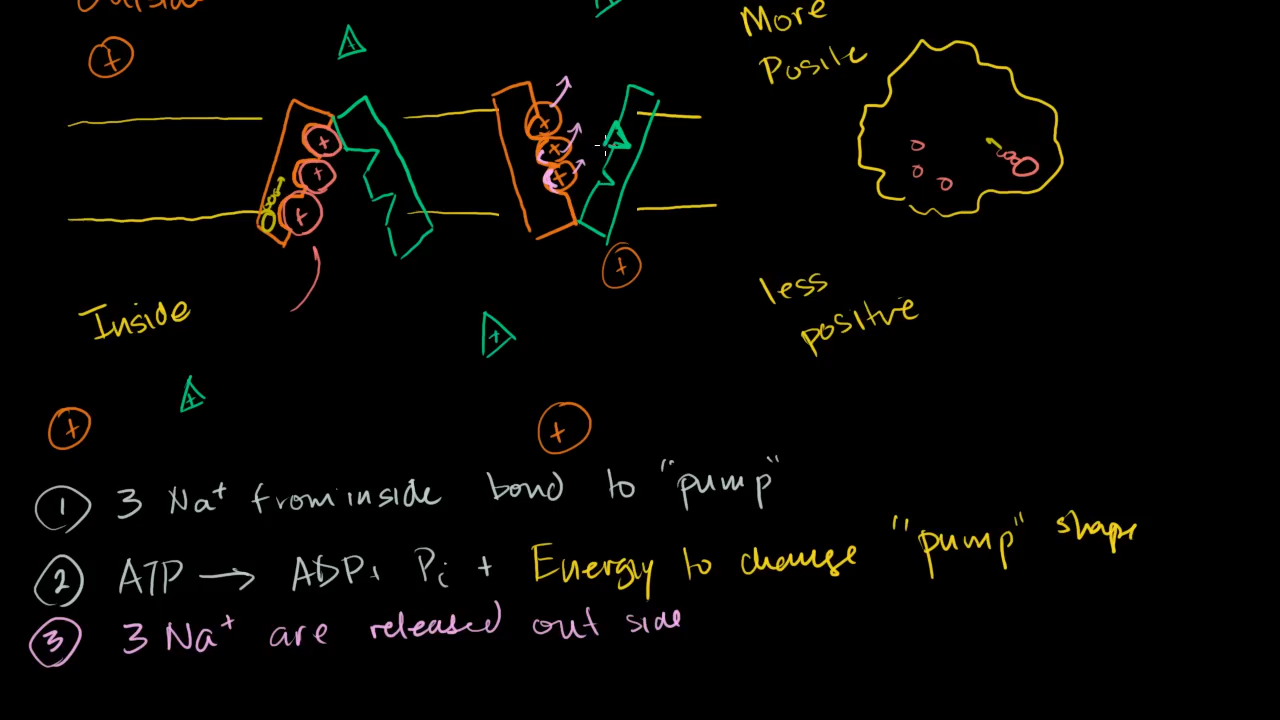 Outside
More
Positive
Inside
less
positive
1 3 Na+ from inside bond to "pump"
2 ATP → ADP + Pi + Energy to change "pump" shape
3 3 Na+ are released out side